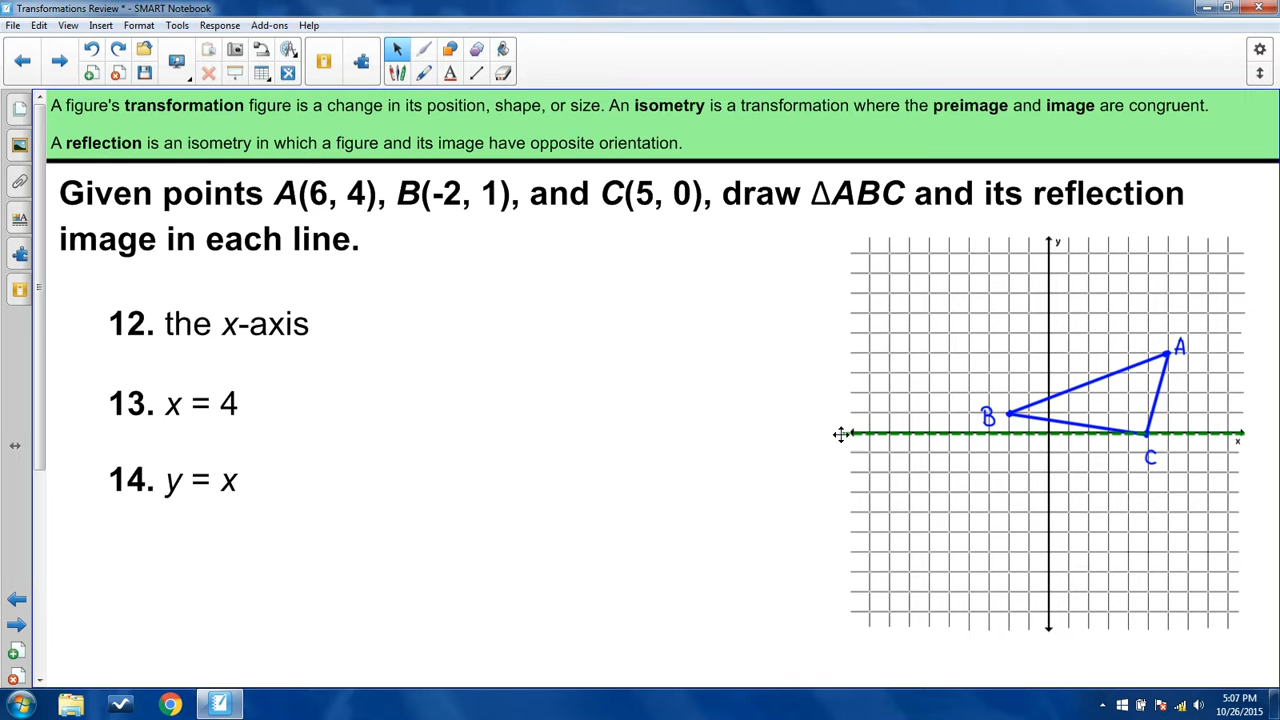 Transformations Review * - SMART Notebook
File Edit View Insert Format Tools Response Add-ons Help
A figure's transformation figure is a change in its position, shape, or size. An isometry is a transformation where the preimage and image are congruent.
A reflection is an isometry in which a figure and its image have opposite orientation.
Given points A(6, 4), B(-2, 1), and C(5, 0), draw ΔABC and its reflection
image in each line.
12. the x-axis
13. x = 4
14. y = x
y
A
B
x
C
5:07 PM
10/26/2015